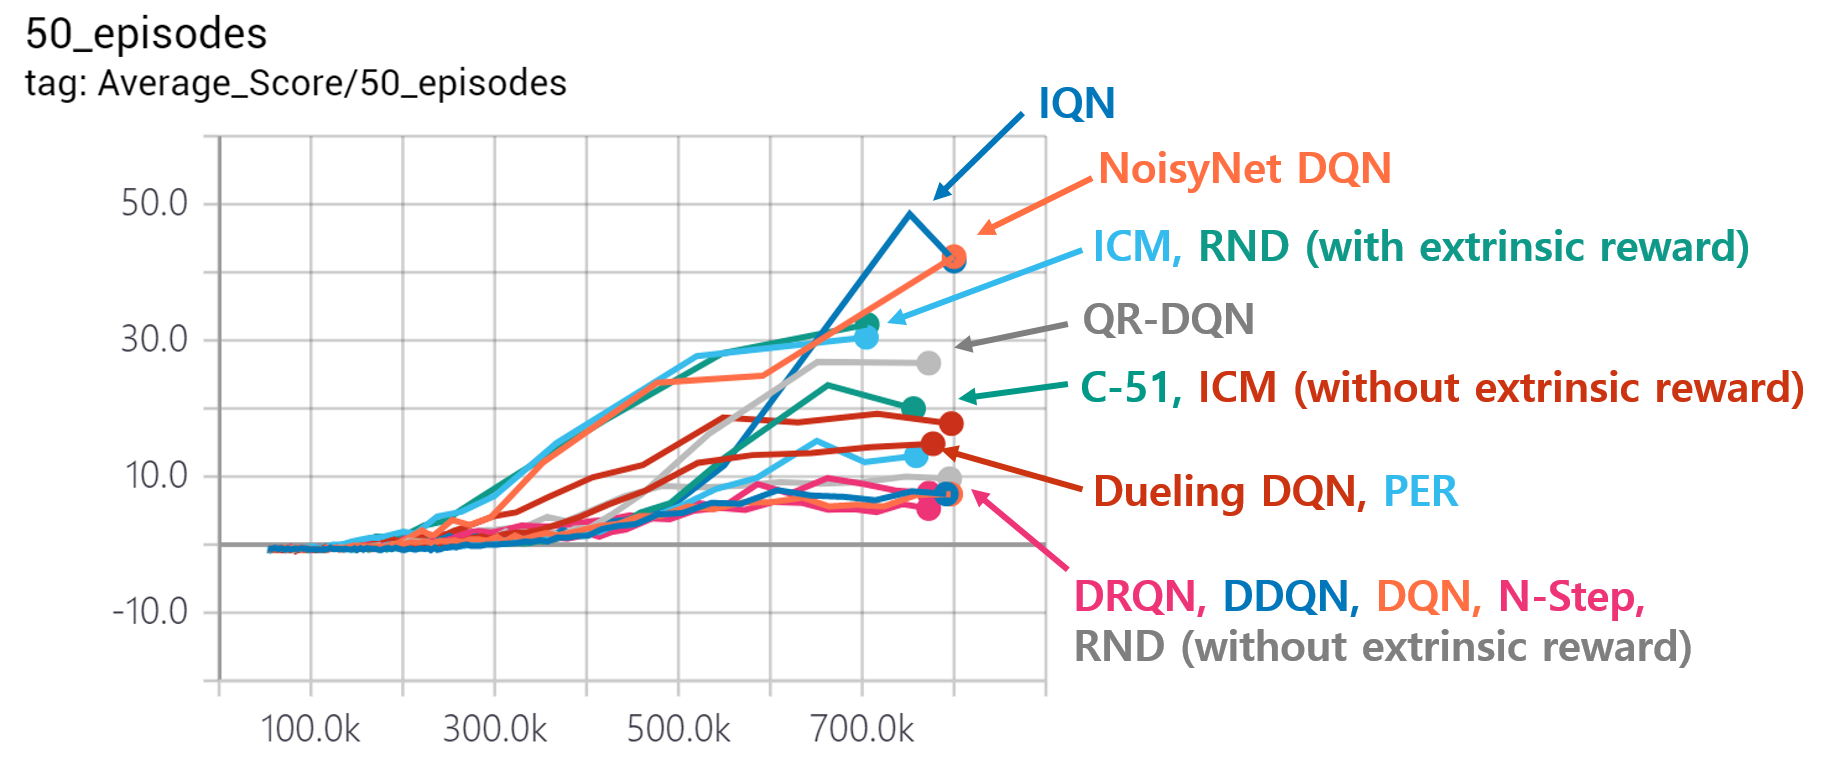 50_episodes
tag: Average_Score/50_episodes
IQN
NoisyNet DQN
50.0
ICM, RND (with extrinsic reward)
QR-DQN
30.0
C-51, ICM (without extrinsic reward)
10.0
Dueling DQN, PER
-10.0
DRQN, DDQN, DQN, N-Step,
RND (without extrinsic reward)
100.0k 300.0k 500.0k 700.0k